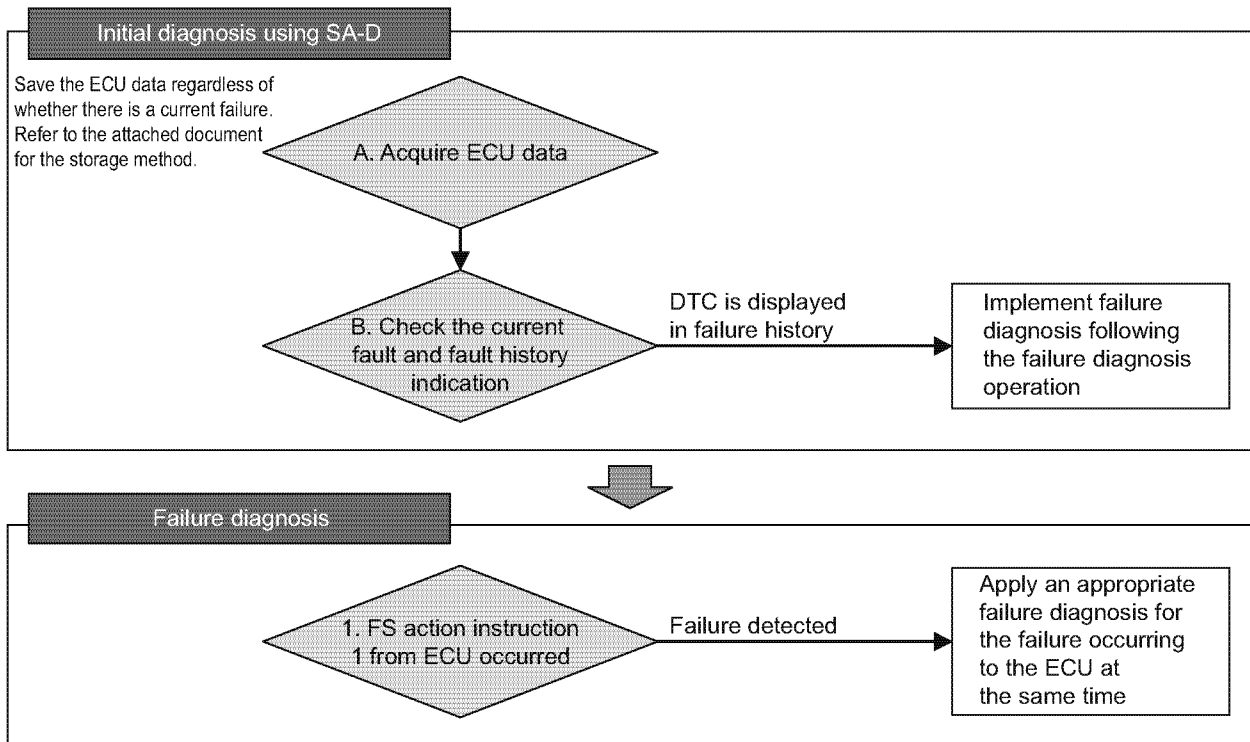 Initial diagnosis using SA-D
Save the ECU data regardless of
whether there is a current failure.
Refer to the attached document
for the storage method.
A. Acquire ECU data
B. Check the current
fault and fault history
indication
DTC is displayed
in failure history
Implement failure
diagnosis following
the failure diagnosis
operation
Failure diagnosis
1. FS action instruction
1 from ECU occurred
Failure detected
Apply an appropriate
failure diagnosis for
the failure occurring
to the ECU at
the same time